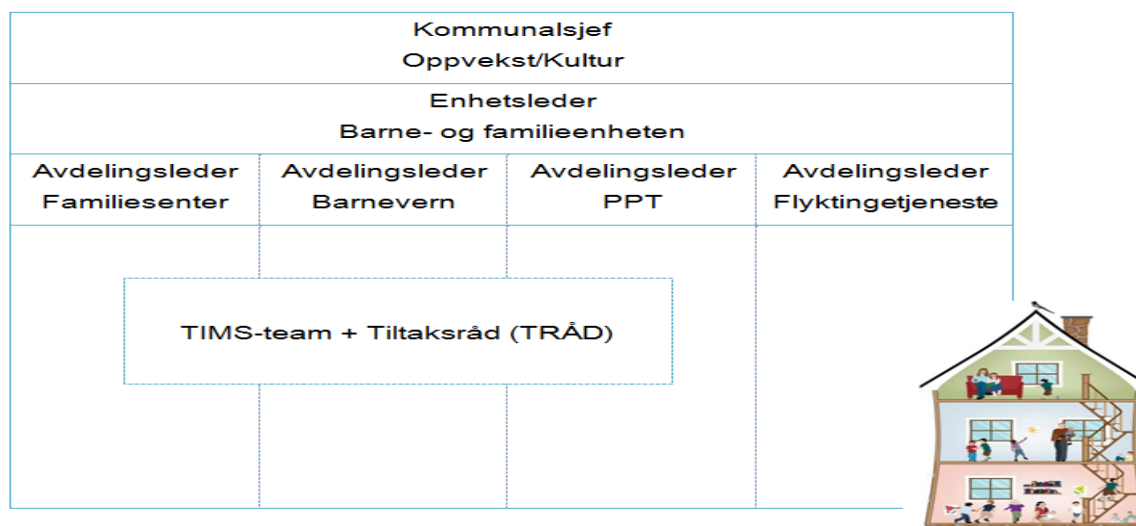 Kommunalsjef
Oppvekst/Kultur
Enhetsleder
Barne- og familieenheten
Avdelingsleder
Familiesenter
Avdelingsleder
Barnevern
Avdelingsleder
PPT
Avdelingsleder
Flyktingetjeneste
TIMS-team + Tiltaksråd (TRÅD)